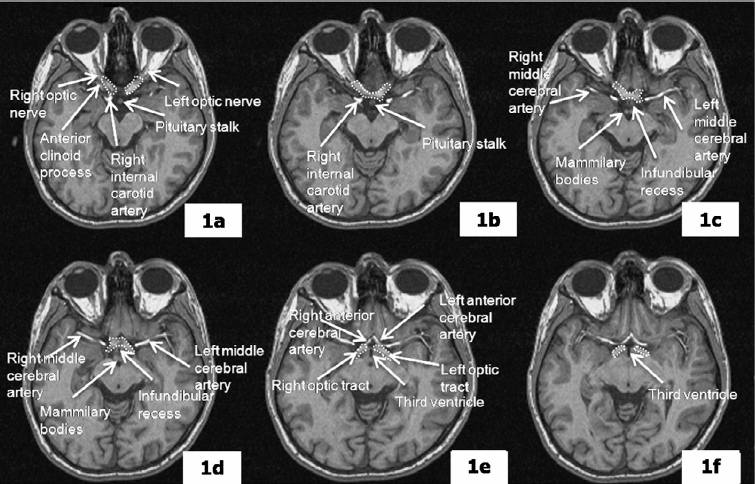 Right optic
nerve
Anterior
clinoid
process
Right
internal
carotid
artery
Left optic nerve
Pituitary stalk
1a
Right
internal
carotid
artery
Pituitary stalk
1b
Right
middle
cerebral
artery
Mammilary
bodies
Infundibular
recess
Left
middle
cerebral
artery
1c
Right middle
cerebral
artery
Mammilary
bodies
Infundibular
recess
Left middle
cerebral
artery
1d
Right anterior
cerebral
artery
Left anterior
cerebral
artery
Right optic tract
Left optic
tract
Third ventricle
1e
Third ventricle
1f